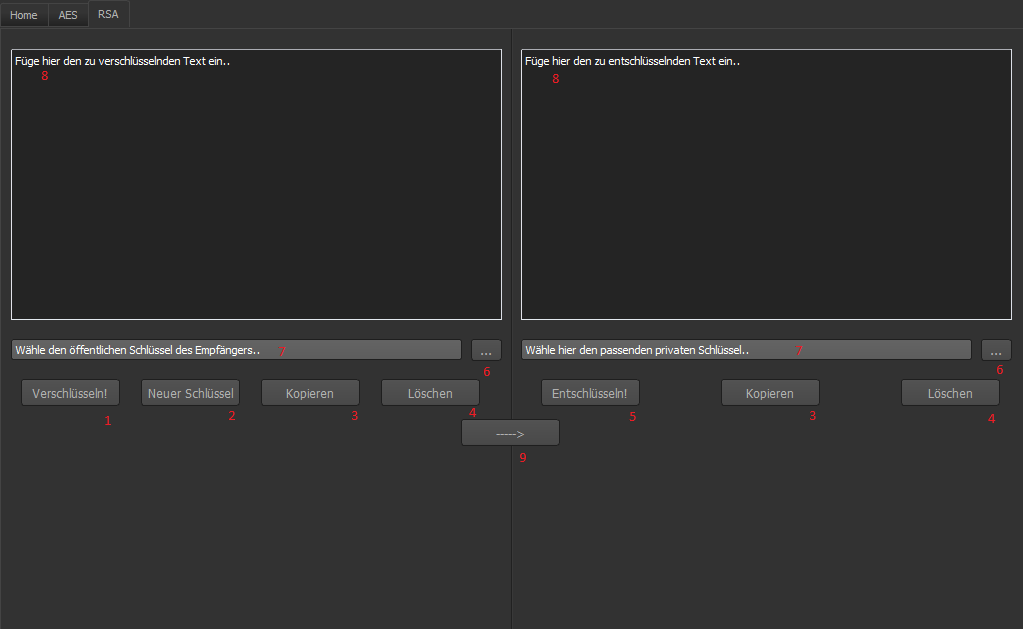 Home AES RSA
Füge hier den zu verschlüsselnden Text ein..
8
Wähle den öffentlichen Schlüssel des Empfängers.. 7 ...
6
Verschlüsseln! Neuer Schlüssel Kopieren Löschen
1 2 3 4
Füge hier den zu entschlüsselnden Text ein..
8
Wähle hier den passenden privaten Schlüssel.. 7 ...
6
Entschlüsseln! Kopieren Löschen
5 3 4
----->
9